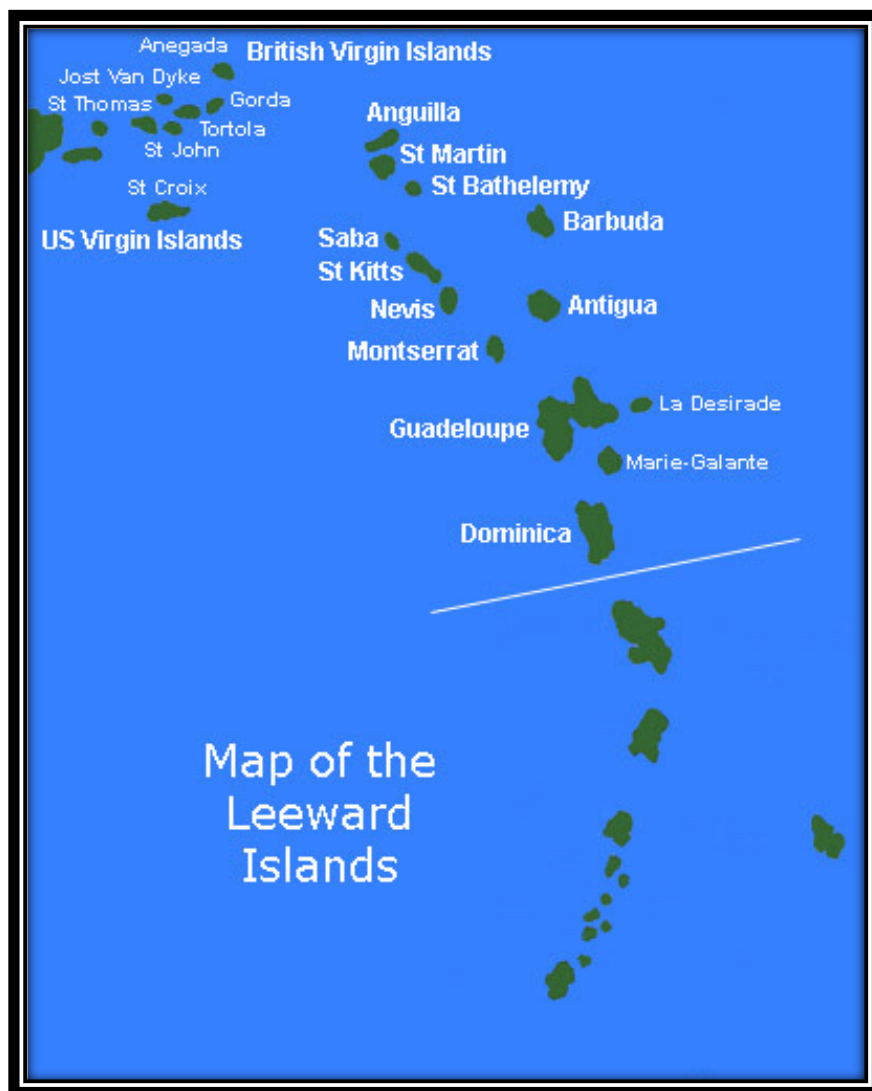 Anegada
British Virgin Islands
Jost Van Dyke
St Thomas
Gorda
Tortola
St John
St Croix
US Virgin Islands
Anguilla
St Martin
St Bathelemy
Barbuda
Saba
St Kitts
Nevis
Antigua
Montserrat
La Desirade
Guadeloupe
Marie-Galante
Dominica
Map of the
Leeward
Islands